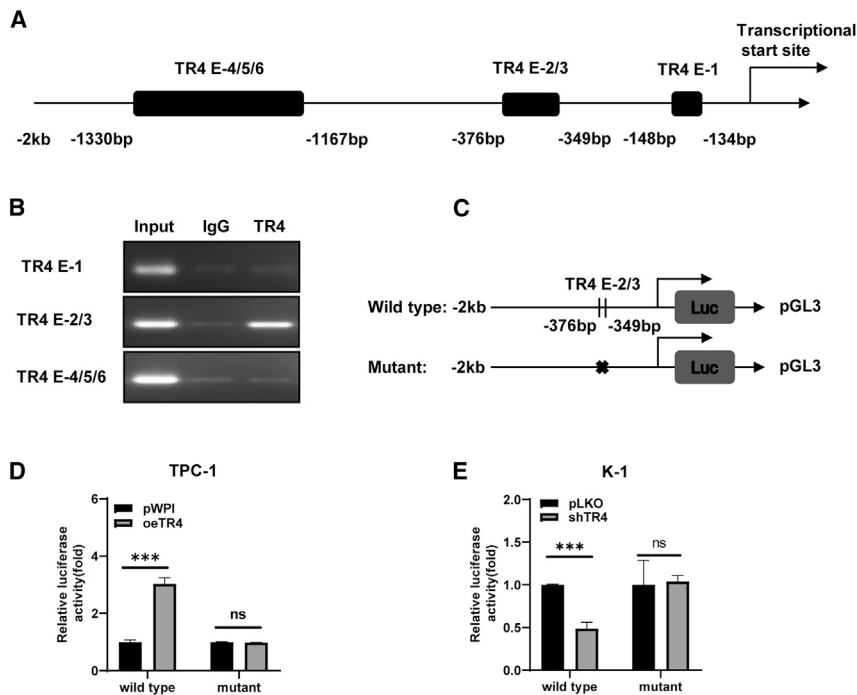 A
Transcriptional
start site
TR4 E-4/5/6
TR4 E-2/3
TR4 E-1
-2kb
-1330bp
-1167bp
-376bp
-349bp
-148bp
-134bp
B
Input IgG TR4
TR4 E-1
TR4 E-2/3
TR4 E-4/5/6
C
TR4 E-2/3
Wild type: -2kb
Luc
pGL3
-376bp
-349bp
Mutant: -2kb
Luc
pGL3
D
TPC-1
Relative luciferase
activity(fold)
6
4
2
0
pWPI
oeTR4
***
ns
wild type
mutant
E
K-1
Relative luciferase
activity(fold)
2.0
1.5
1.0
0.5
0.0
pLKO
shTR4
***
ns
wild type
mutant